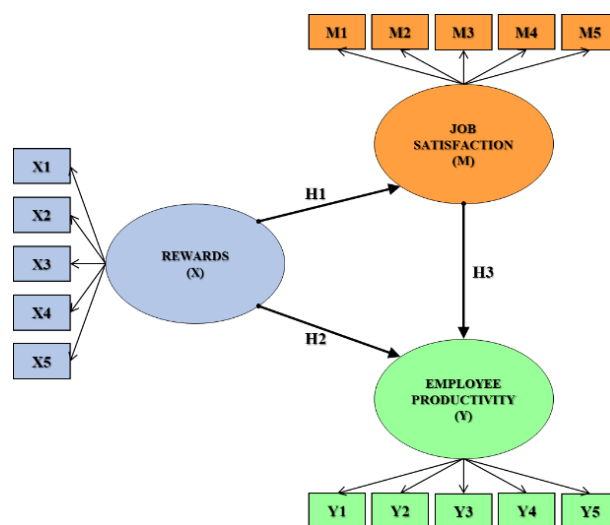 M1 M2 M3 M4 M5
JOB
SATISFACTION
(M)
X1
X2
X3
X4
X5
H1
REWARDS
(X)
H3
H2
EMPLOYEE
PRODUCTIVITY
(Y)
Y1 Y2 Y3 Y4 Y5